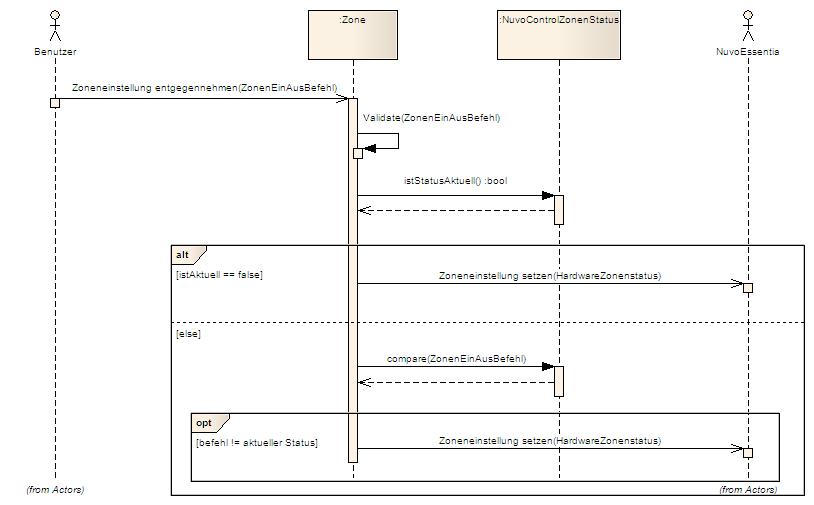 :Zone
:NuvoControlZonenStatus
Benutzer
NuvoEssentia
Zoneneinstellung entgegennehmen(ZonenEinAusBefehl)
Validate(ZonenEinAusBefehl)
istStatusAktuell() :bool
alt
[istAktuell == false]
Zoneneinstellung setzen(HardwareZonenstatus)
[else]
compare(ZonenEinAusBefehl)
opt
[befehl != aktueller Status]
Zoneneinstellung setzen(HardwareZonenstatus)
(from Actors)
(from Actors)